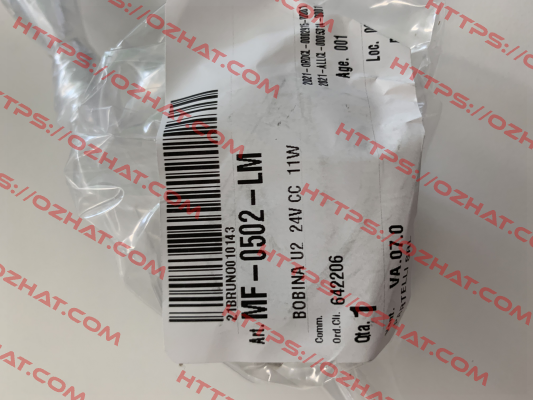 21BRUN0010143
Art. MF-0502-LM
BOBINA U2 24V CC 11W
Comm.
Ord.Cli. 642206
Qta. 1
Age. 001
Loc.
VA.07.0
HTTPS://OZHAT.COM